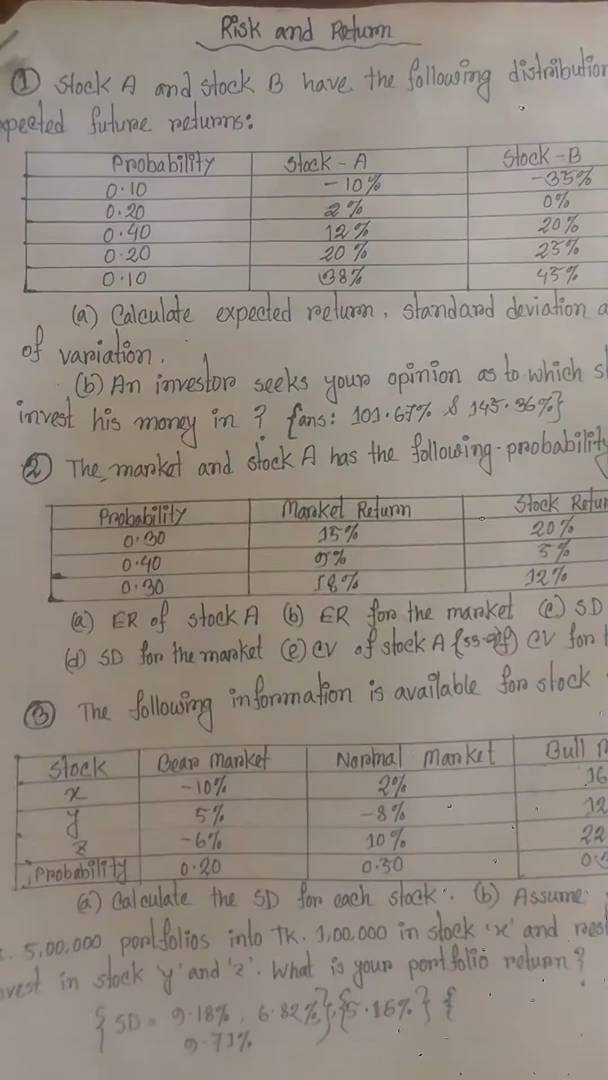 Risk and Return
① Stock A and stock B have the following distribution
xpected future returns:
Probability Stock - A Stock - B
0.10 - 10% -35%
0.20 2% 0%
0.40 12% 20%
0.20 20% 25%
0.10 38% 45%
(a) Calculate expected return, standard deviation a
of variation.
(b) An investor seeks your opinion as to which s
invest his money in ? {ans: 101.67% & 145.36%}
② The market and stock A has the following probability
Probability Market Return Stock Retur
0.30 15% 20%
0.40 9% 5%
0.30 18% 12%
(a) ER of stock A (b) ER for the market (c) SD
(d) SD for the market (e) CV of stock A CV for t
③ The following information is available for stock
Stock Bear Market Normal Market Bull M
x -10% 2% 16
y 5% -8% 12
z -6% 10% 22
Probability 0.20 0.50 0.
(a) Calculate the SD for each stock. (b) Assume
. 5,00,000 portfolios into TK. 1,00,000 in stock 'x' and rest
nvest in stock 'y' and 'z'. What is your portfolio return ?
{ SD = 9.18%, 6.82%} {5.16%} {
9.71%